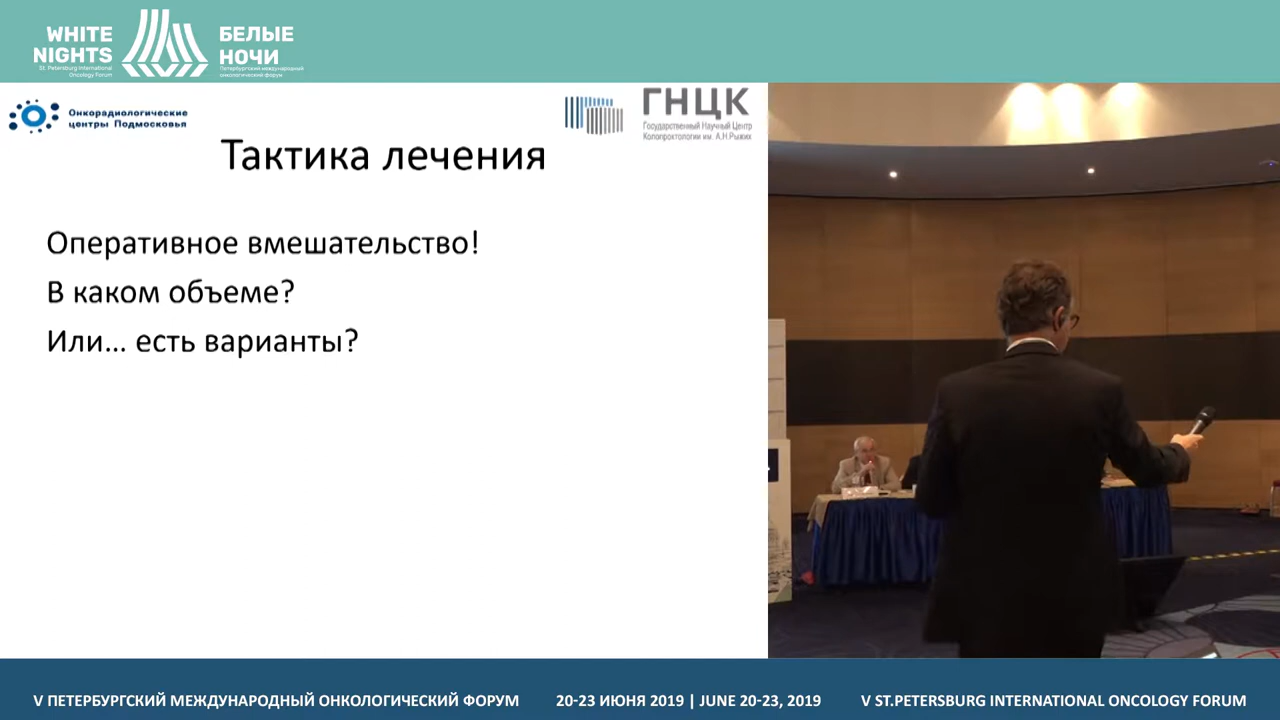 WHITE
NIGHTS
St. Petersburg International
Oncology Forum
БЕЛЫЕ
НОЧИ
Петербургский международный
онкологический форум
Онкорадиологические
центры Подмосковья
ГНЦК
Государственный Научный Центр
Колопроктологии им. А.Н.Рыжих
Тактика лечения
Оперативное вмешательство!
В каком объеме?
Или... есть варианты?
V ПЕТЕРБУРГСКИЙ МЕЖДУНАРОДНЫЙ ОНКОЛОГИЧЕСКИЙ ФОРУМ
20-23 ИЮНЯ 2019 | JUNE 20-23, 2019
V ST.PETERSBURG INTERNATIONAL ONCOLOGY FORUM